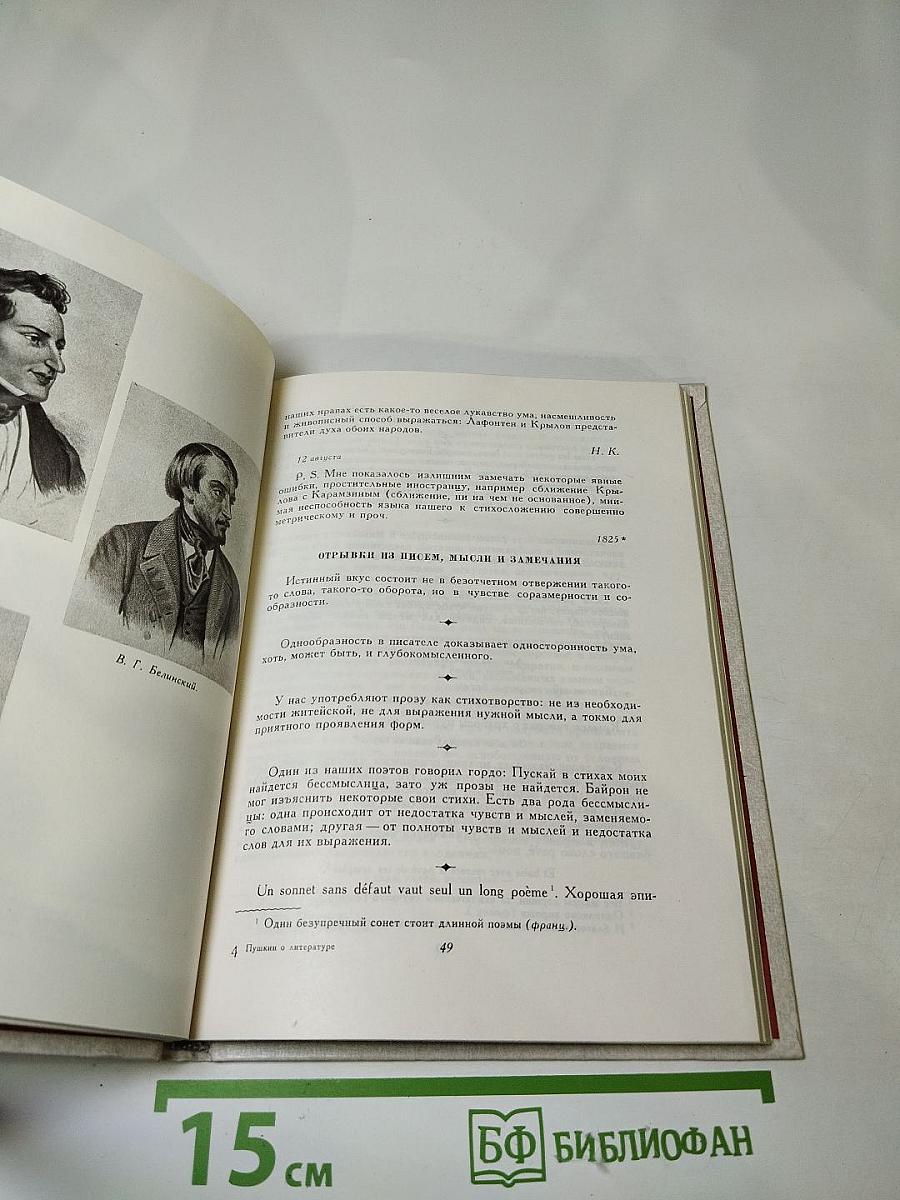 В. Г. Белинский.
наших нравах есть какое-то веселое лукавство ума, насмешливость
и живописный способ выражаться: Лафонтен и Крылов предста-
вители духа обоих народов.
Н. К.
12 августа
P. S. Мне показалось излишним замечать некоторые явные
ошибки, простительные иностранцу, например сближение Кры-
лова с Карамзиным (сближение, ни на чем не основанное), мни-
мая неспособность языка нашего к стихосложению совершенно
метрическому и проч.
1825*
ОТРЫВКИ ИЗ ПИСЕМ, МЫСЛИ И ЗАМЕЧАНИЯ
Истинный вкус состоит не в безотчетном отвержении такого-
то слова, такого-то оборота, но в чувстве соразмерности и со-
образности.
Однообразность в писателе доказывает односторонность ума,
хоть, может быть, и глубокомысленного.
У нас употребляют прозу как стихотворство: не из необходи-
мости житейской, не для выражения нужной мысли, а токмо для
приятного проявления форм.
Один из наших поэтов говорил гордо: Пускай в стихах моих
найдется бессмыслица, зато уж прозы не найдется. Байрон не
мог изъяснить некоторые свои стихи. Есть два рода бессмысли-
цы: одна происходит от недостатка чувств и мыслей, заменяемо-
го словами; другая — от полноты чувств и мыслей и недостатка
слов для их выражения.
Un sonnet sans défaut vaut seul un long poème¹. Хорошая эпи-
¹ Один безупречный сонет стоит длинной поэмы (франц.).
4 Пушкин о литературе 49
15 см
БФ БИБЛИОФАН